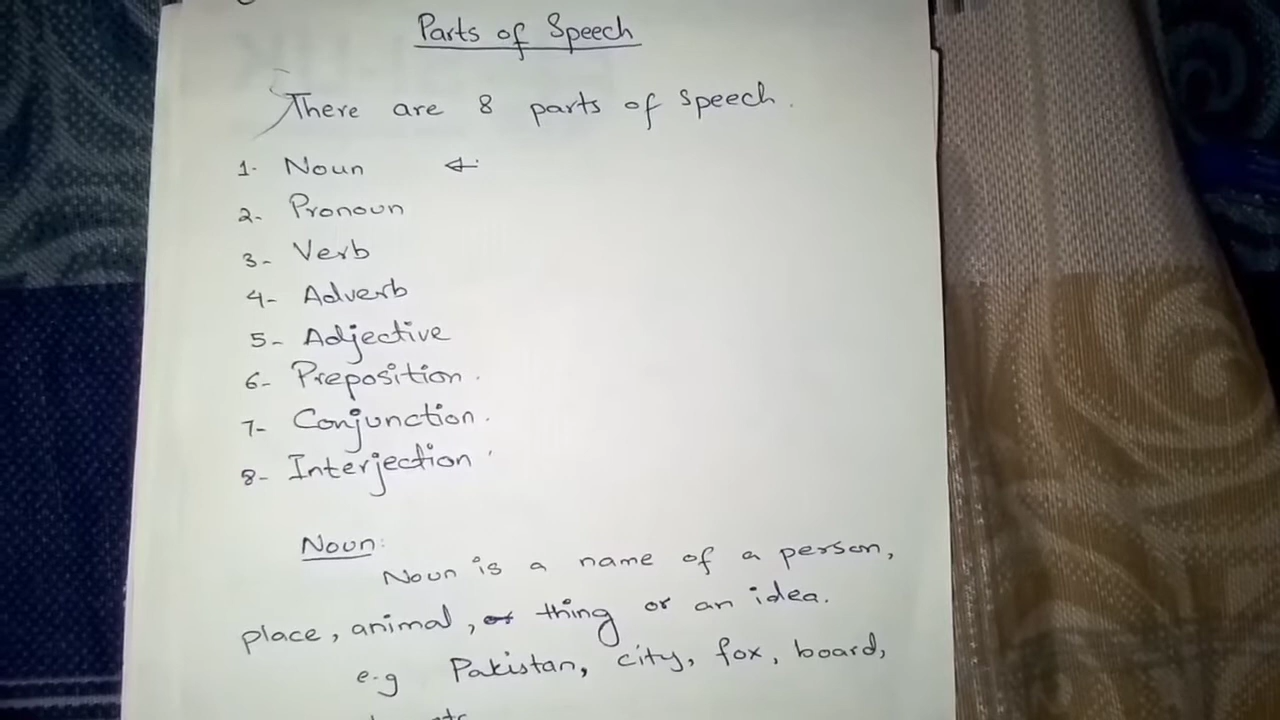 Parts of Speech
There are 8 parts of speech.
1- Noun
2- Pronoun
3- Verb
4- Adverb
5- Adjective
6- Preposition.
7- Conjunction.
8- Interjection
Noun:
Noun is a name of a person,
place, animal, or thing or an idea.
e.g Pakistan, city, fox, board,